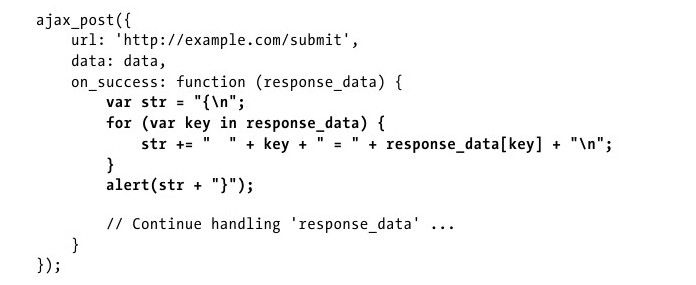 ajax_post({
    url: 'http://example.com/submit',
    data: data,
    on_success: function (response_data) {
        var str = "{\n";
        for (var key in response_data) {
            str += "  " + key + " = " + response_data[key] + "\n";
        }
        alert(str + "}");

        // Continue handling 'response_data' ...
    }
});